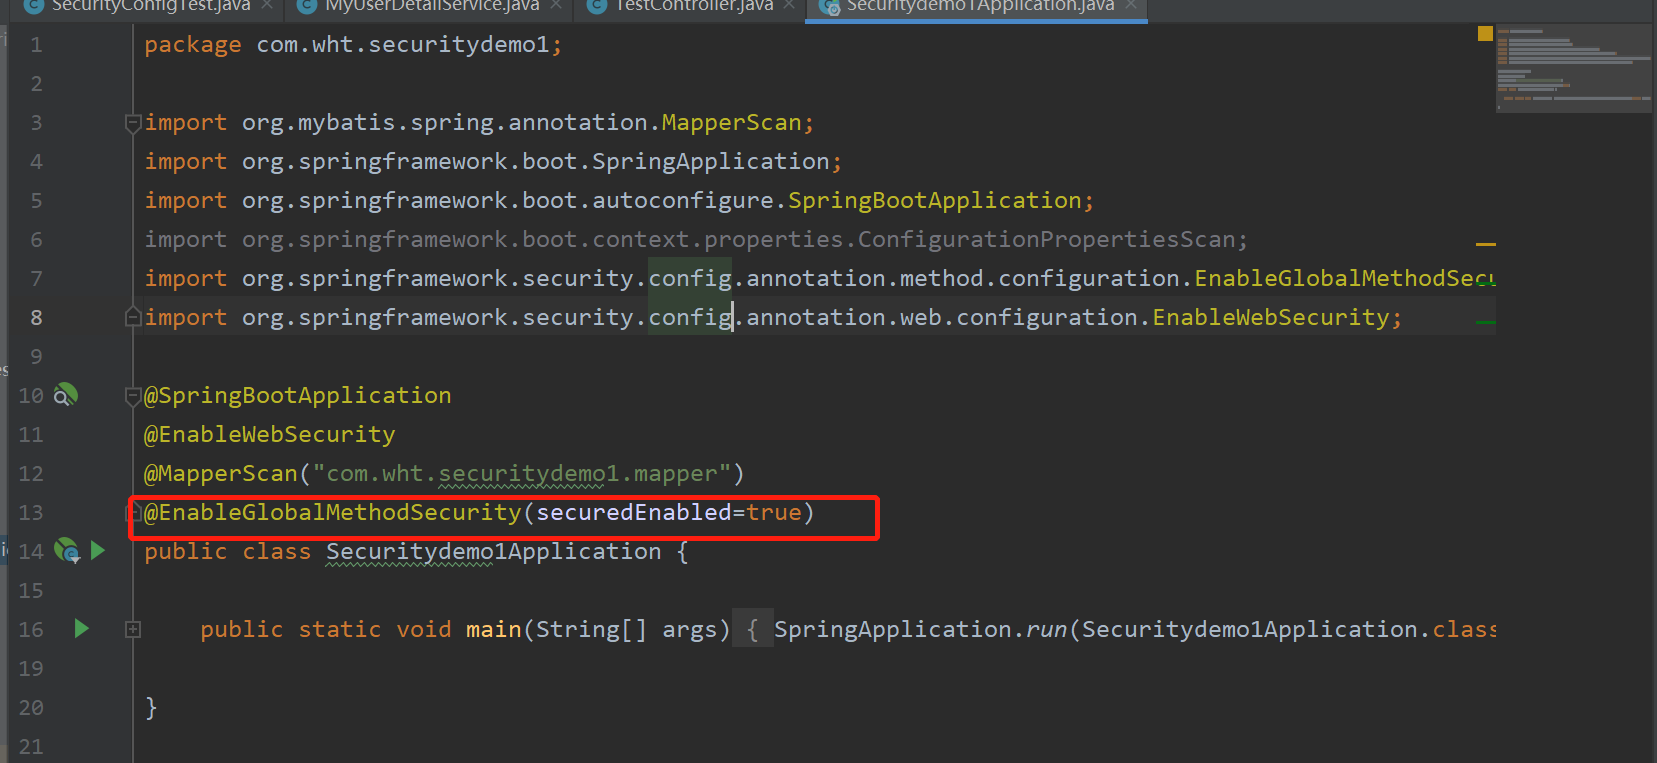 SecurityConfigTest.java MyUserDetailService.java TestController.java Securitydemo1Application.java
1 package com.wht.securitydemo1;
2
3 import org.mybatis.spring.annotation.MapperScan;
4 import org.springframework.boot.SpringApplication;
5 import org.springframework.boot.autoconfigure.SpringBootApplication;
6 import org.springframework.boot.context.properties.ConfigurationPropertiesScan;
7 import org.springframework.security.config.annotation.method.configuration.EnableGlobalMethodSecu
8 import org.springframework.security.config.annotation.web.configuration.EnableWebSecurity;
9
10 @SpringBootApplication
11 @EnableWebSecurity
12 @MapperScan("com.wht.securitydemo1.mapper")
13 @EnableGlobalMethodSecurity(securedEnabled=true)
14 public class Securitydemo1Application {
15
16 public static void main(String[] args) { SpringApplication.run(Securitydemo1Application.class
19
20 }
21